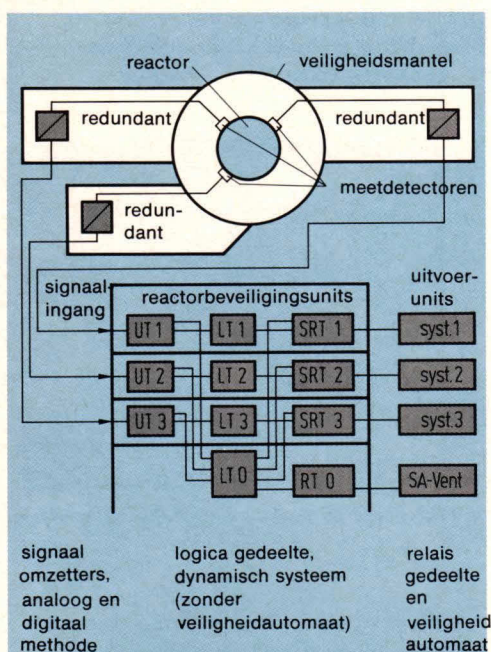 reactor
veiligheidsmantel
redundant
redundant
meetdetectoren
redun-
dant
signaal-
ingang
reactorbeveiligingsunits
uitvoer-
units
UT 1
LT 1
SRT 1
syst.1
UT 2
LT 2
SRT 2
syst.2
UT 3
LT 3
SRT 3
syst.3
LT 0
RT 0
SA-Vent
signaal
omzetters,
analoog en
digitaal
methode
logica gedeelte,
dynamisch systeem
(zonder
veiligheidautomaat)
relais
gedeelte
en
veiligheid
automaat